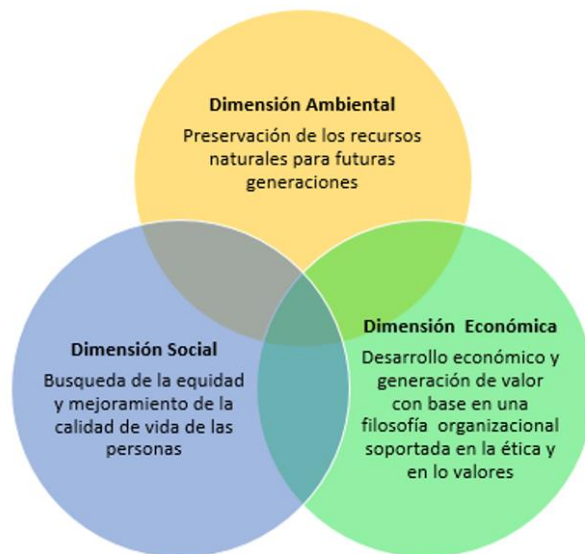 Dimensión Ambiental
Preservación de los recursos
naturales para futuras
generaciones
Dimensión Social
Busqueda de la equidad
y mejoramiento de la
calidad de vida de las
personas
Dimensión Económica
Desarrollo económico y
generación de valor
con base en una
filosofía organizacional
soportada en la ética y
en lo valores